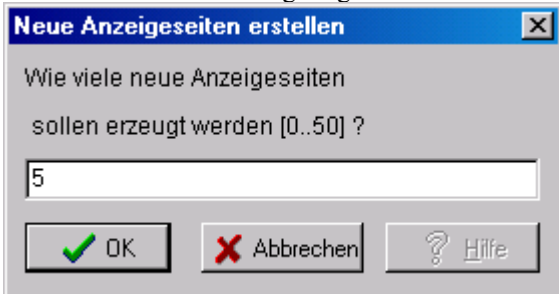 Neue Anzeigeseiten erstellen
Wie viele neue Anzeigeseiten
sollen erzeugt werden [0..50] ?
5
OK Abbrechen Hilfe